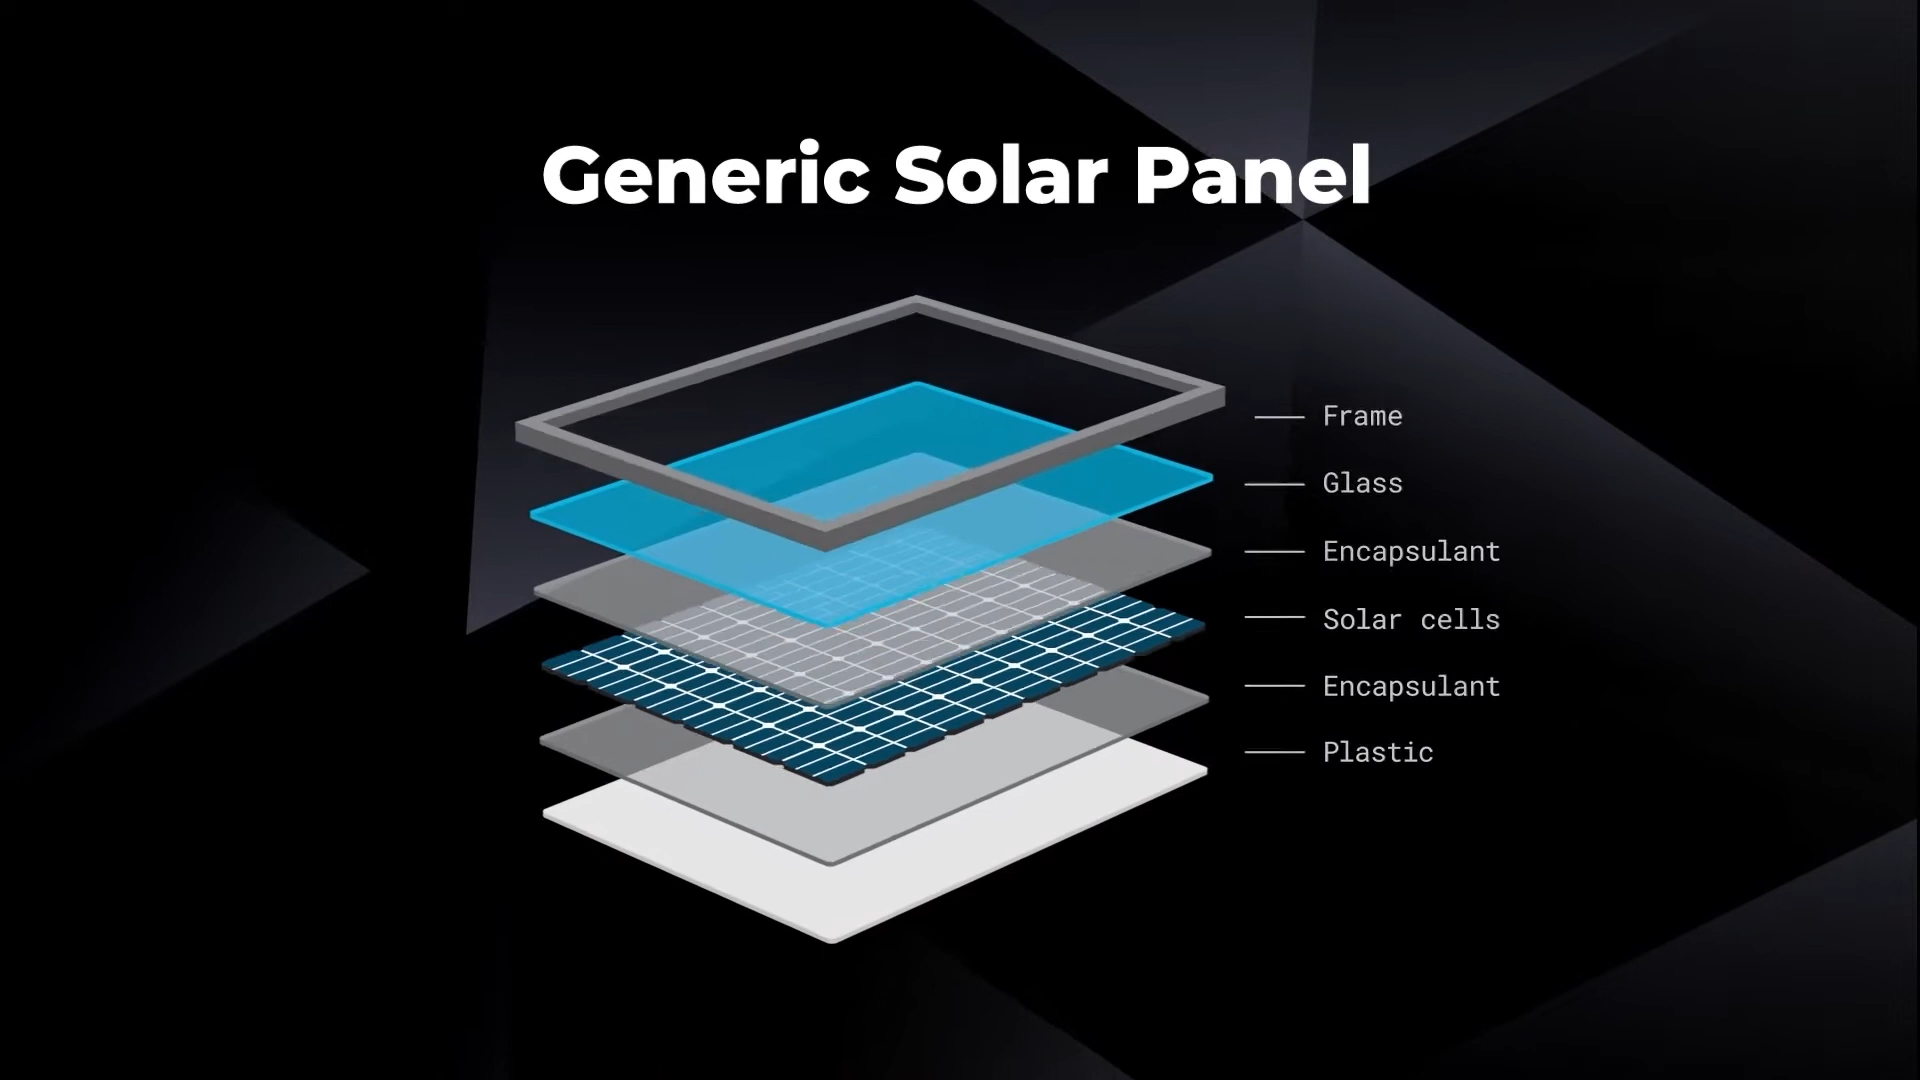 Generic Solar Panel
Frame
Glass
Encapsulant
Solar cells
Encapsulant
Plastic